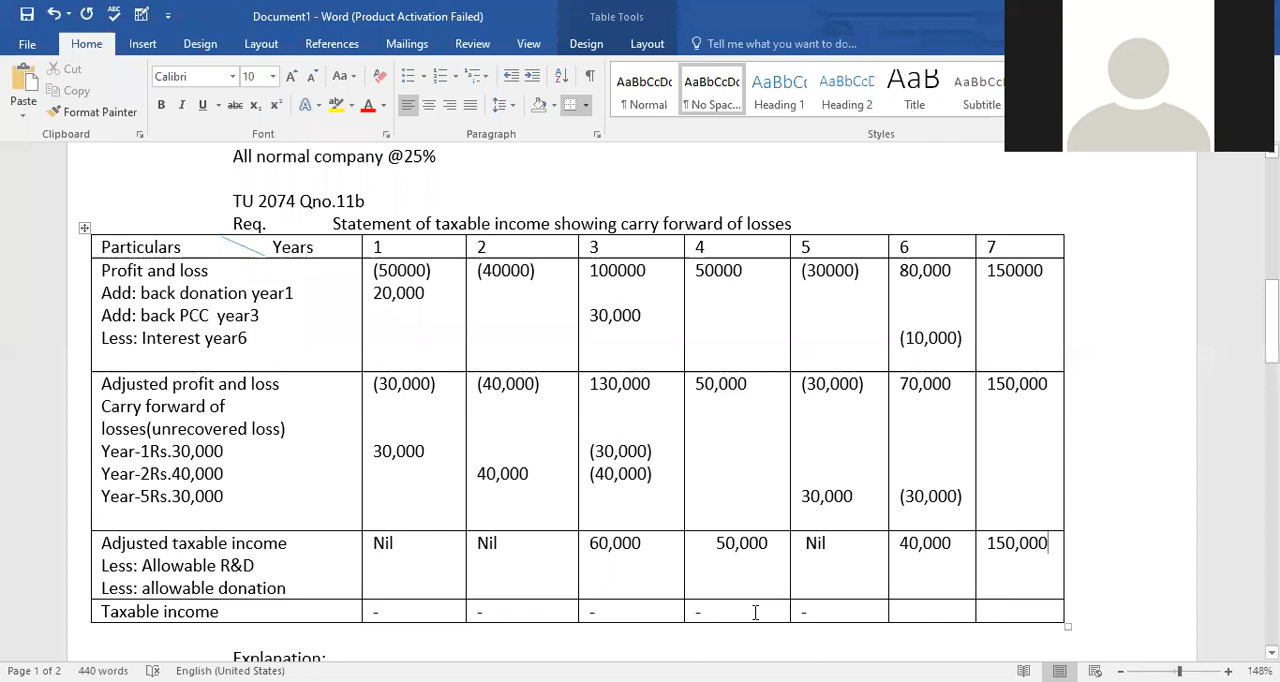 Document1 - Word (Product Activation Failed)
Table Tools
File Home Insert Design Layout References Mailings Review View Design Layout Tell me what you want to do...
Paste
Cut
Copy
Format Painter
Calibri 10
AaBbCcDc AaBbCcDc AaBbCc AaBbCcE AaB AaBbCcD
¶ Normal ¶ No Spac... Heading 1 Heading 2 Title Subtitle
Clipboard Font Paragraph Styles
All normal company @25%
TU 2074 Qno.11b
Req. Statement of taxable income showing carry forward of losses
Particulars Years 1 2 3 4 5 6 7
Profit and loss (50000) (40000) 100000 50000 (30000) 80,000 150000
Add: back donation year1 20,000
Add: back PCC year3 30,000
Less: Interest year6 (10,000)
Adjusted profit and loss (30,000) (40,000) 130,000 50,000 (30,000) 70,000 150,000
Carry forward of
losses(unrecovered loss)
Year-1Rs.30,000 30,000 (30,000)
Year-2Rs.40,000 40,000 (40,000)
Year-5Rs.30,000 30,000 (30,000)
Adjusted taxable income Nil Nil 60,000 50,000 Nil 40,000 150,000
Less: Allowable R&D
Less: allowable donation
Taxable income - - - - -
Explanation:
Page 1 of 2 440 words English (United States) 148%